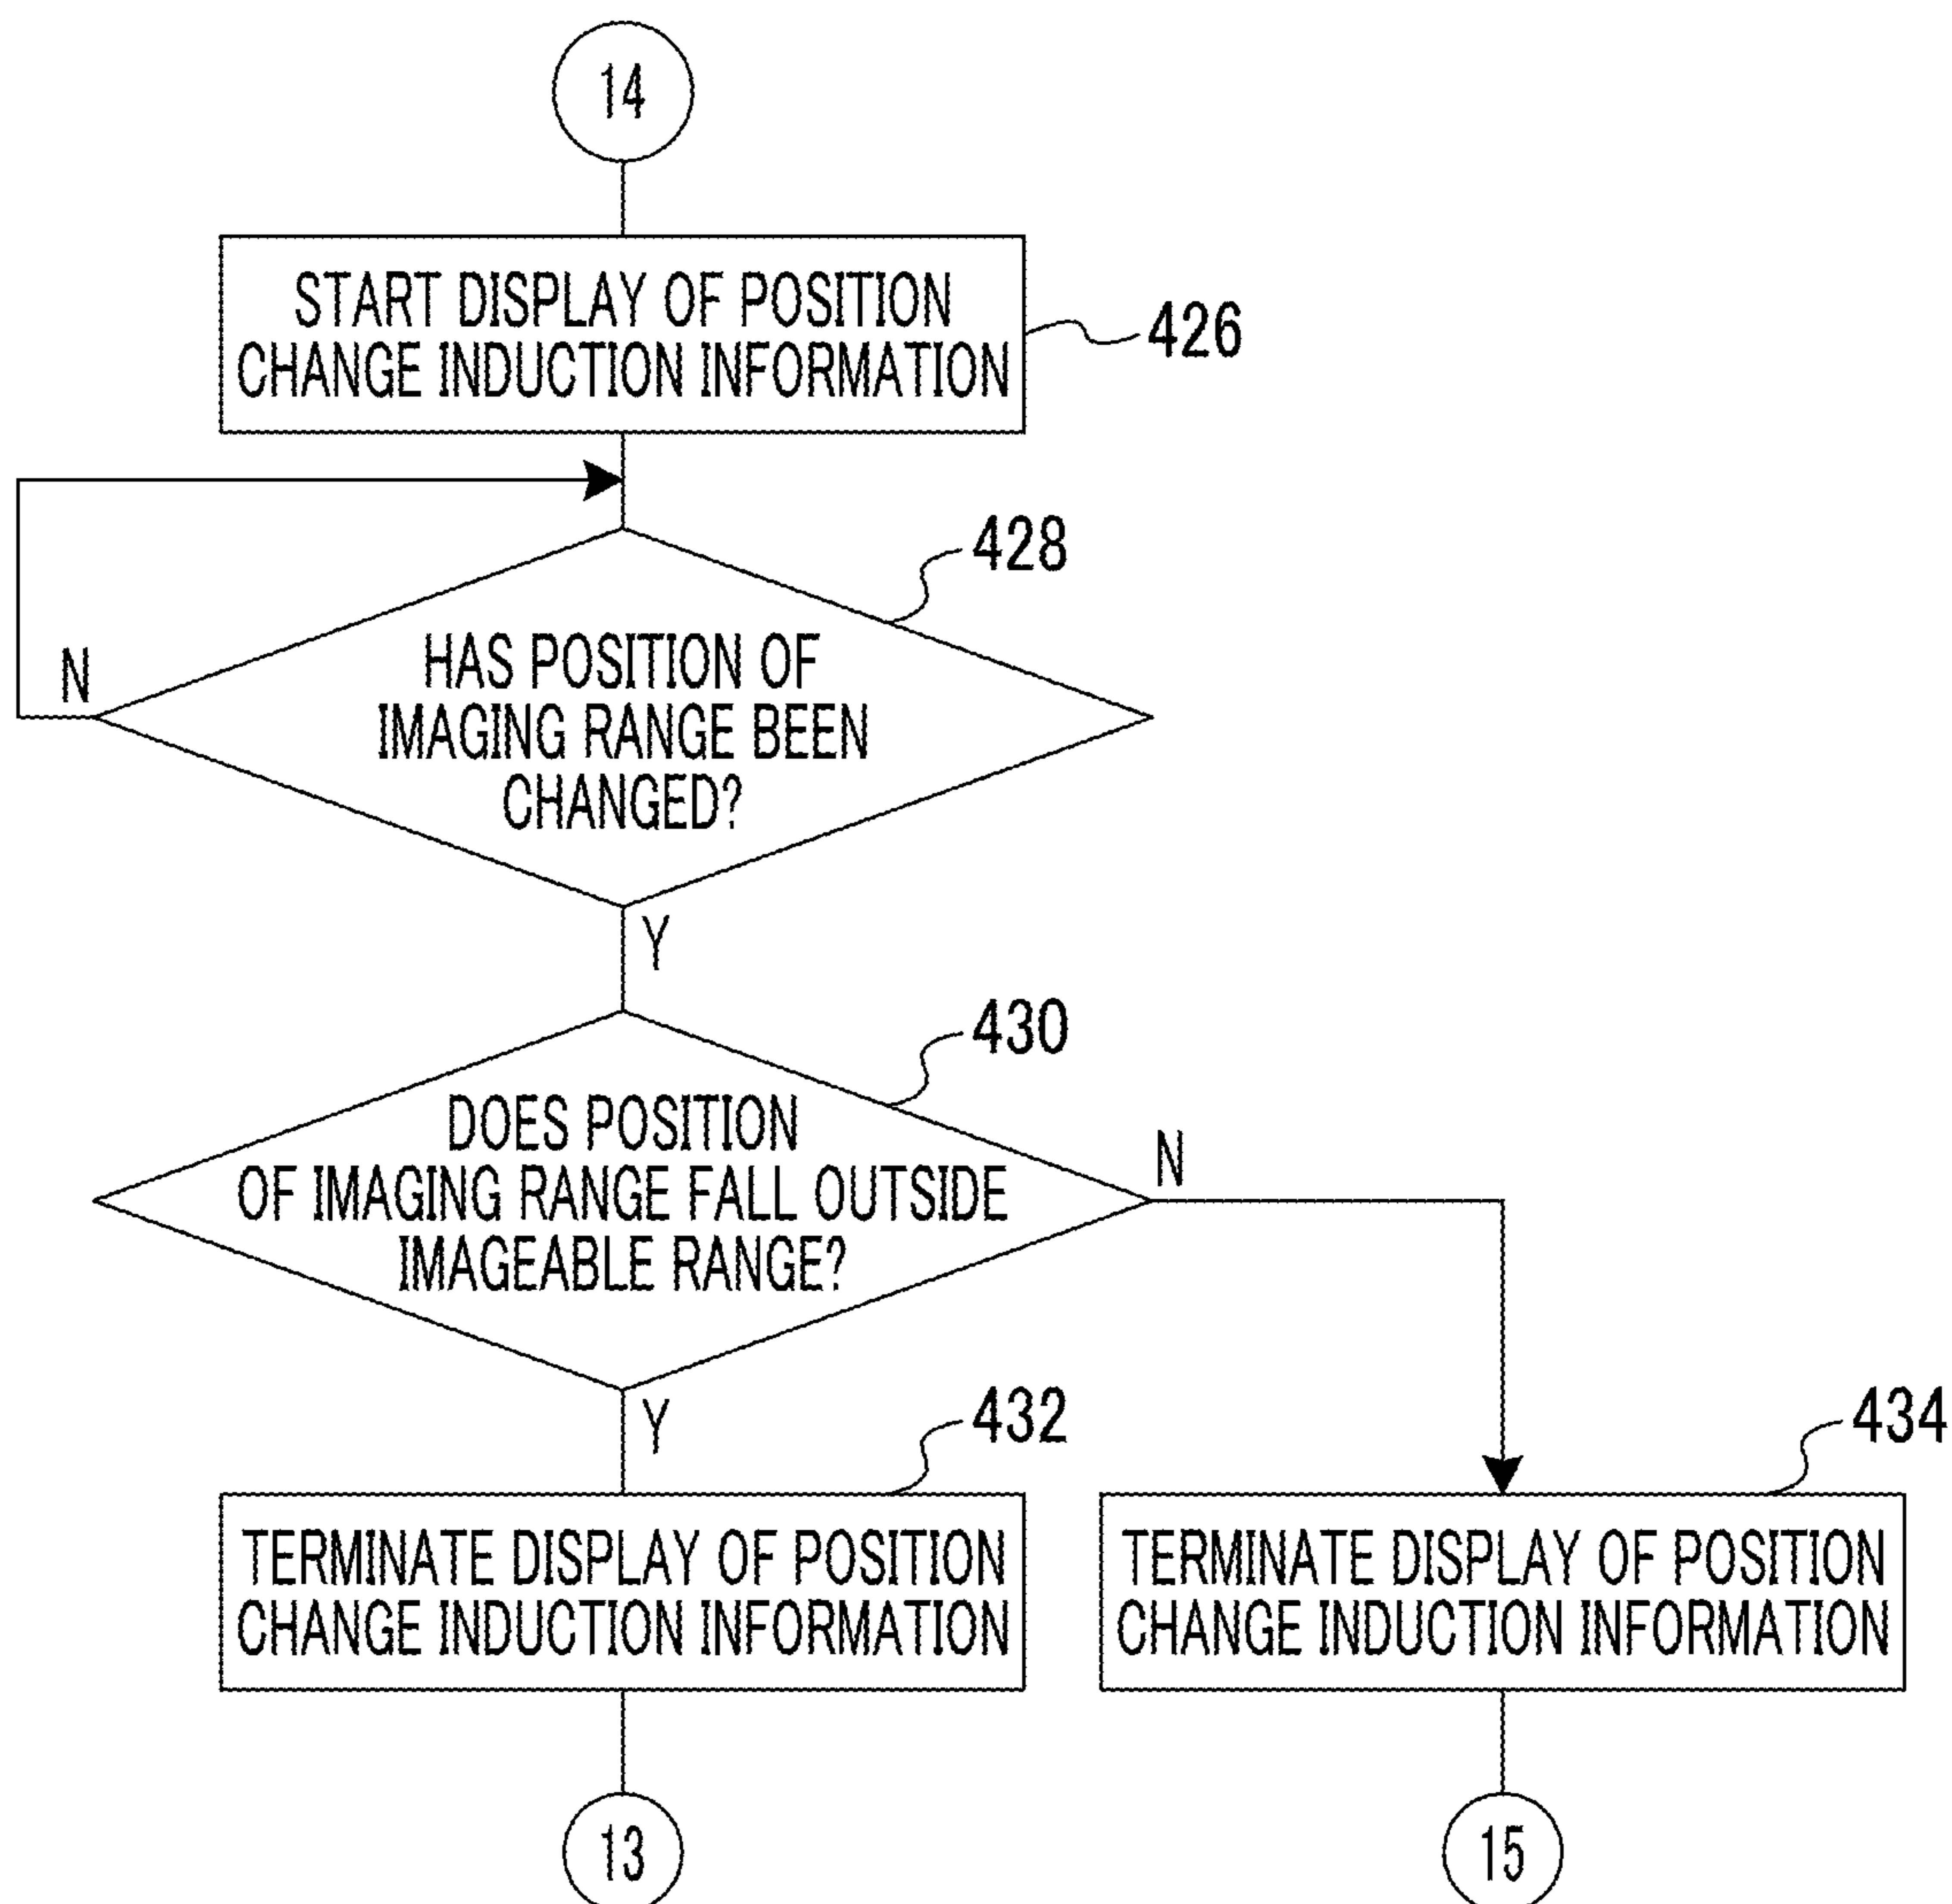 14
START DISPLAY OF POSITION
CHANGE INDUCTION INFORMATION
426
428
HAS POSITION OF
IMAGING RANGE BEEN
CHANGED?
N
Y
430
DOES POSITION
OF IMAGING RANGE FALL OUTSIDE
IMAGEABLE RANGE?
N
Y
432
TERMINATE DISPLAY OF POSITION
CHANGE INDUCTION INFORMATION
434
TERMINATE DISPLAY OF POSITION
CHANGE INDUCTION INFORMATION
13
15